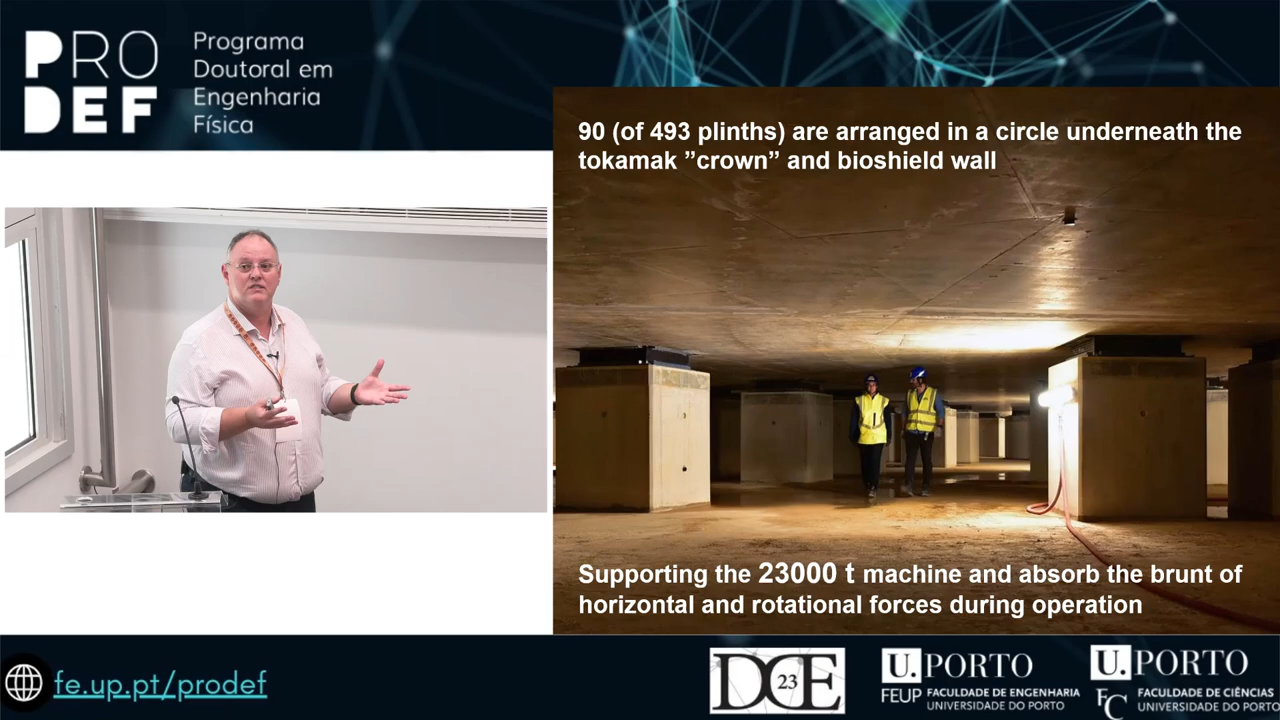 PRO
DEF
Programa
Doutoral em
Engenharia
Física
90 (of 493 plinths) are arranged in a circle underneath the
tokamak ”crown” and bioshield wall
Supporting the 23000 t machine and absorb the brunt of
horizontal and rotational forces during operation
fe.up.pt/prodef
DCE
23
U.PORTO
FEUP FACULDADE DE ENGENHARIA
UNIVERSIDADE DO PORTO
U.PORTO
FC FACULDADE DE CIÊNCIAS
UNIVERSIDADE DO PORTO